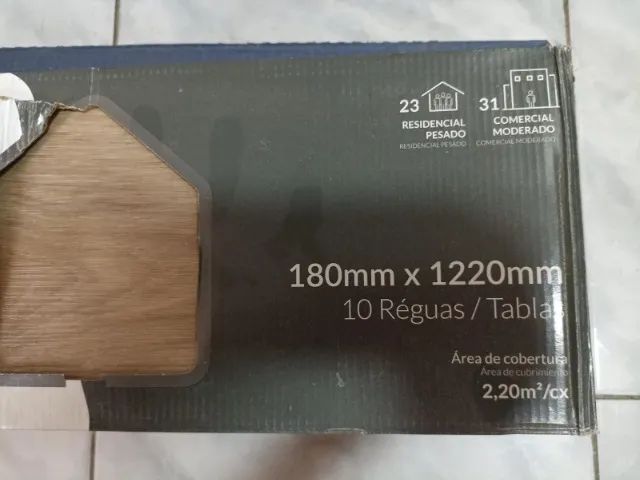 23
RESIDENCIAL
PESADO
RESIDENCIAL PESADO
31
COMERCIAL
MODERADO
COMERCIAL MODERADO
180mm x 1220mm
10 Réguas / Tablas
Área de cobertura
Área de cubrimiento
2,20m²/cx